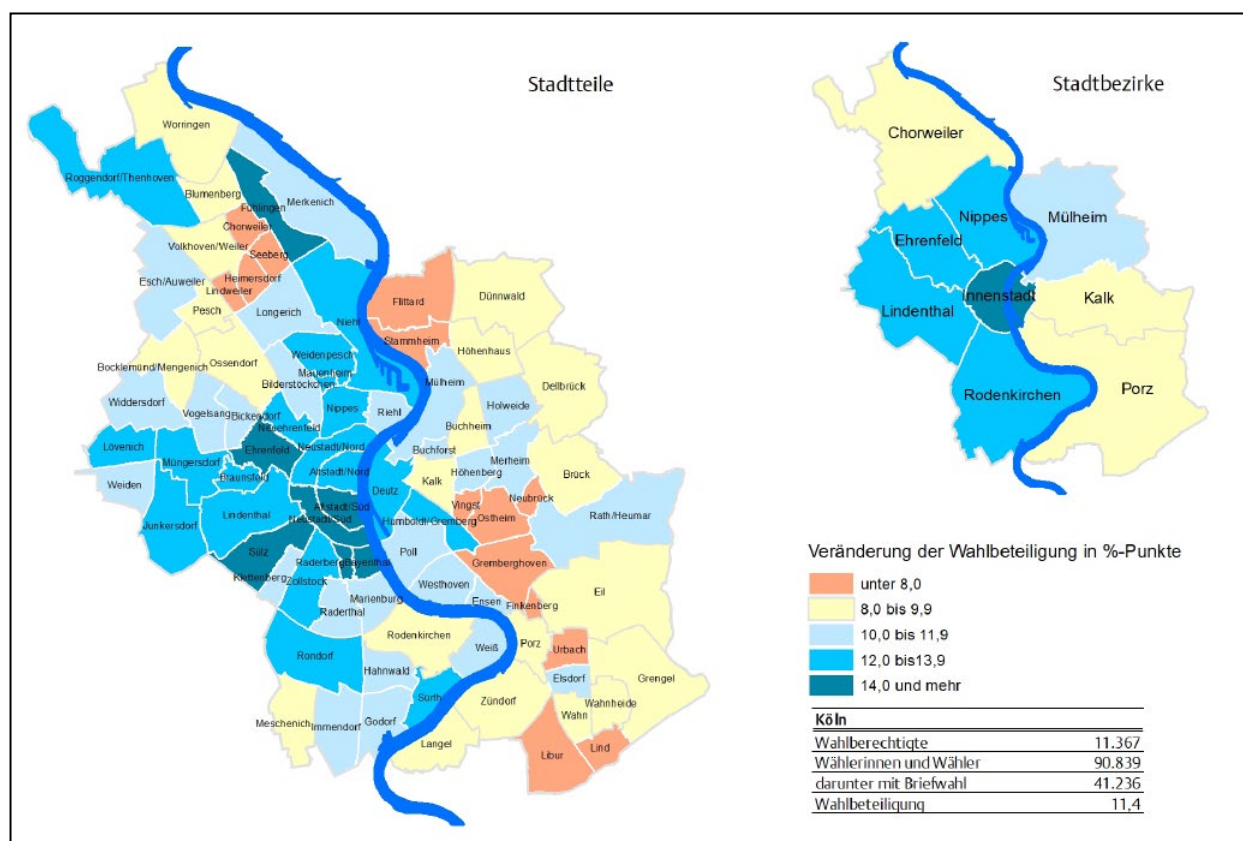 Stadtteile
Worringen
Roggendorf/Thenhoven
Blumenberg
Fühlingen
Merkenich
Chorweiler
Volkhoven/Weiler
Seeberg
Esch/Auweiler
Heimersdorf
Lindweiler
Pesch
Longerich
Niehl
Flittard
Dünnwald
Stammheim
Höhenhaus
Weidenpesch
Ossendorf
Bocklemünd/Mengenich
Mauenheim
Bilderstöckchen
Mülheim
Dellbrück
Widdersdorf
Vogelsang
Bickendorf
Nippes
Riehl
Holweide
Buchheim
Neuehrenfeld
Lövenich
Ehrenfeld
Neustadt/Nord
Buchforst
Merheim
Müngersdorf
Altstadt/Nord
Höhenberg
Brück
Weiden
Braunsfeld
Kalk
Deutz
Neubrück
Junkersdorf
Lindenthal
Altstadt/Süd
Vingst
Ostheim
Neustadt/Süd
Humboldt/Gremberg
Rath/Heumar
Sülz
Raderberg
Bayenthal
Poll
Gremberghoven
Klettenberg
Zollstock
Westhoven
Marienburg
Raderthal
Ensen
Finkenberg
Eil
Rodenkirchen
Rondorf
Weiß
Porz
Urbach
Hahnwald
Elsdorf
Grengel
Sürth
Zündorf
Wahnheide
Wahn
Meschenich
Immendorf
Godorf
Langel
Libur
Lind
Stadtbezirke
Chorweiler
Nippes
Mülheim
Ehrenfeld
Innenstadt
Kalk
Lindenthal
Rodenkirchen
Porz
Veränderung der Wahlbeteiligung in %-Punkte
unter 8,0
8,0 bis 9,9
10,0 bis 11,9
12,0 bis13,9
14,0 und mehr
Köln
Wahlberechtigte 11.367
Wählerinnen und Wähler 90.839
darunter mit Briefwahl 41.236
Wahlbeteiligung 11,4